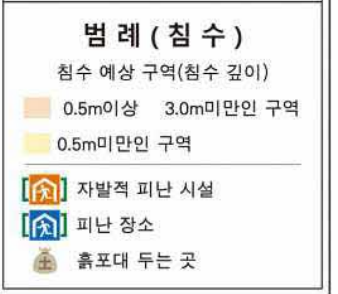 범 례 ( 침 수 )
침수 예상 구역(침수 깊이)
0.5m이상 3.0m미만인 구역
0.5m미만인 구역
자발적 피난 시설
피난 장소
흙포대 두는 곳